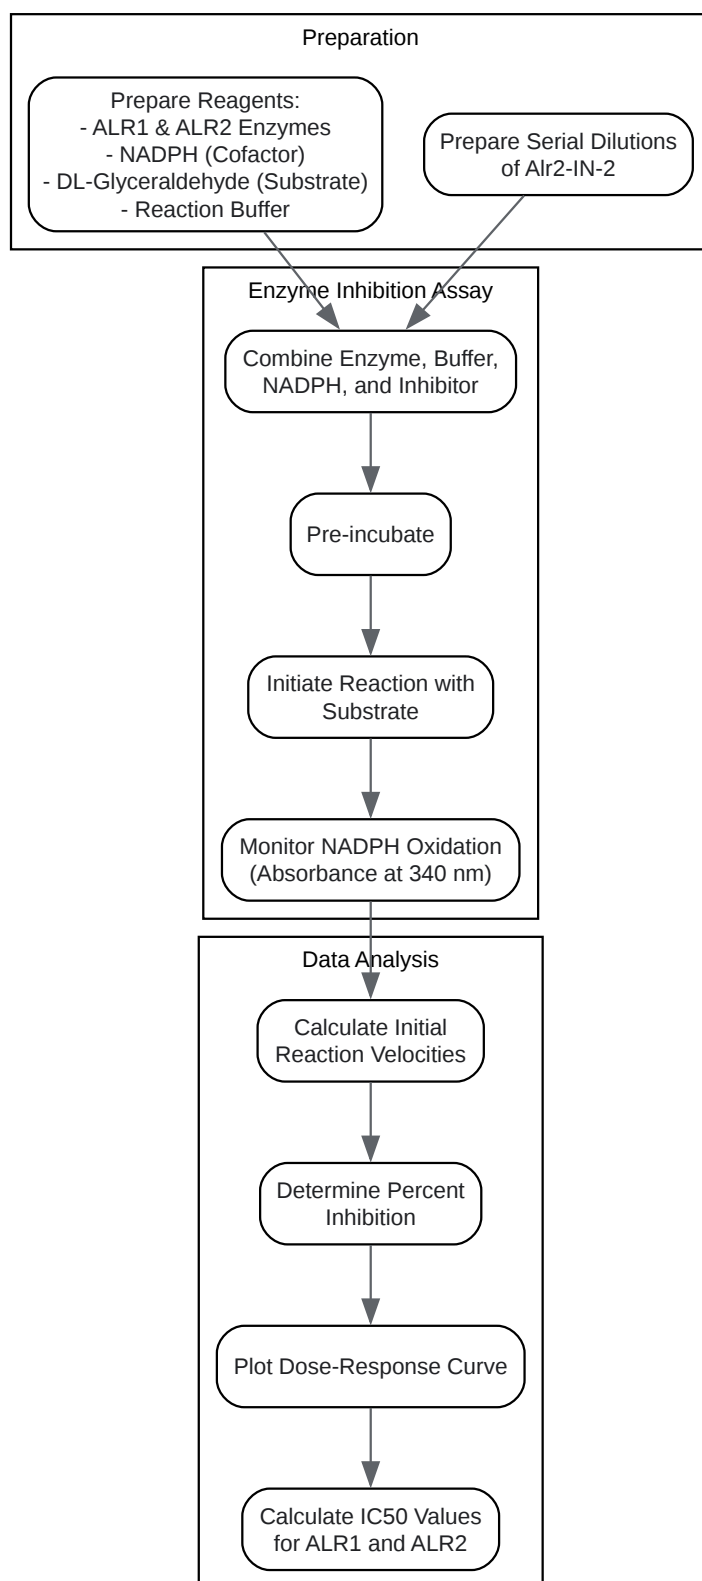 Preparation
Prepare Reagents:
- ALR1 & ALR2 Enzymes
- NADPH (Cofactor)
- DL-Glyceraldehyde (Substrate)
- Reaction Buffer
Prepare Serial Dilutions
of Alr2-IN-2
Enzyme Inhibition Assay
Combine Enzyme, Buffer,
NADPH, and Inhibitor
Pre-incubate
Initiate Reaction with
Substrate
Monitor NADPH Oxidation
(Absorbance at 340 nm)
Data Analysis
Calculate Initial
Reaction Velocities
Determine Percent
Inhibition
Plot Dose-Response Curve
Calculate IC50 Values
for ALR1 and ALR2